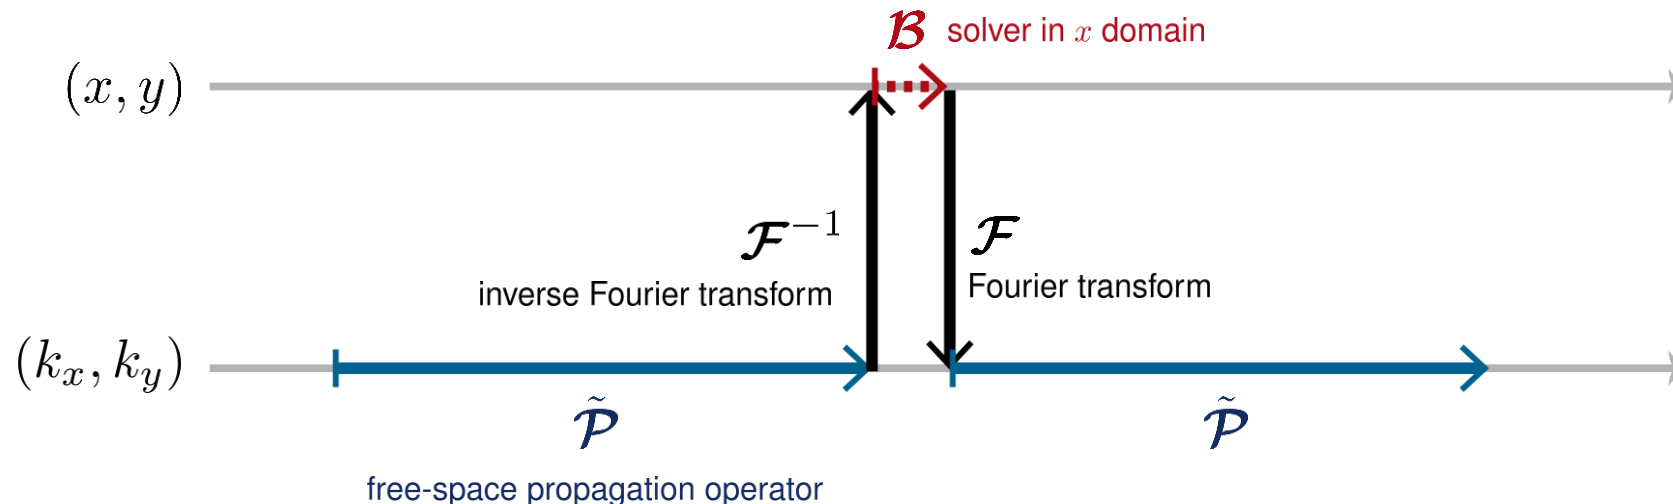 𝓑 solver in x domain
(x, y)
𝓕⁻¹
𝓕
inverse Fourier transform
Fourier transform
(kₓ, k_y)
𝓟̃
𝓟̃
free-space propagation operator